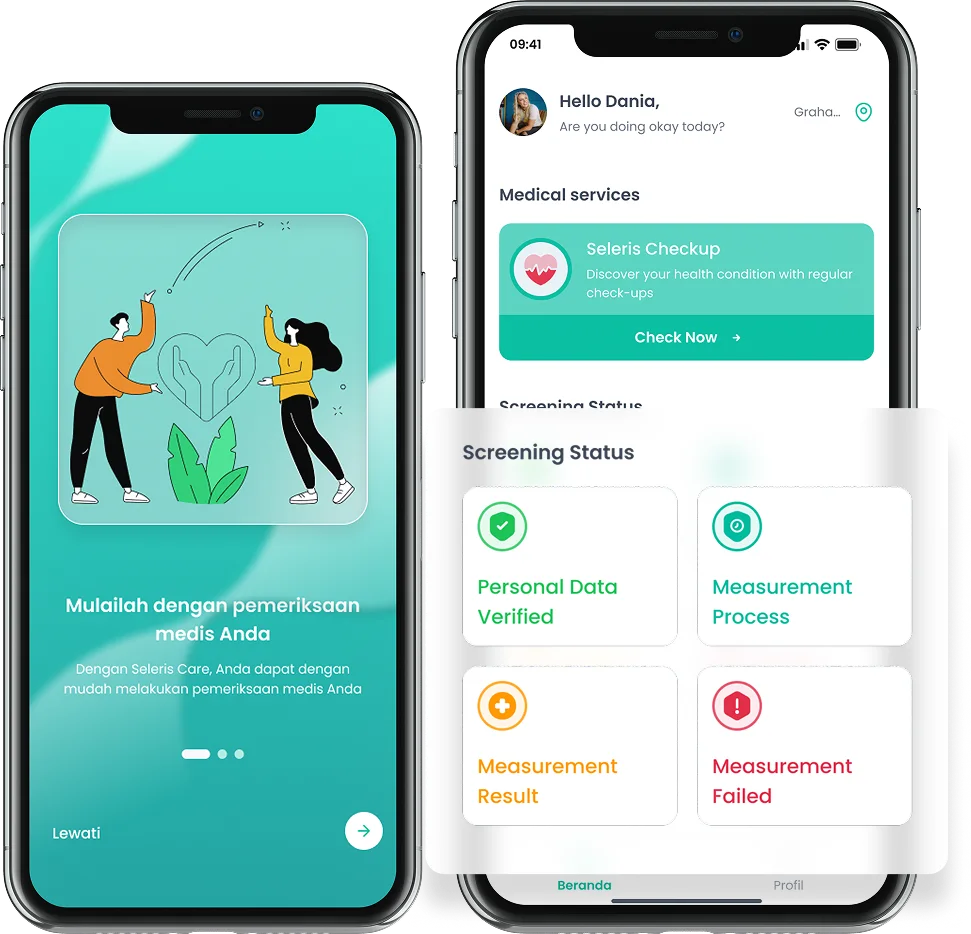 Mulailah dengan pemeriksaan
medis Anda
Dengan Seleris Care, Anda dapat dengan
mudah melakukan pemeriksaan medis Anda
Lewati
09:41
Hello Dania,
Are you doing okay today?
Graha...
Medical services
Seleris Checkup
Discover your health condition with regular
check-ups
Check Now
Screening Status
Screening Status
Personal Data
Verified
Measurement
Process
Measurement
Result
Measurement
Failed
Beranda
Profil